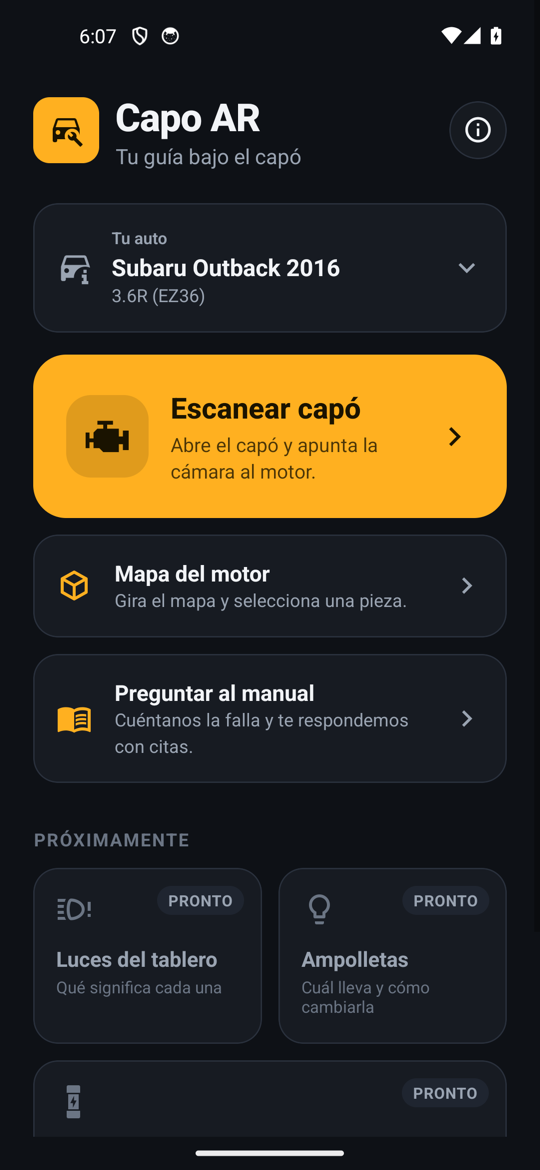 6:07
Capo AR
Tu guía bajo el capó
Tu auto
Subaru Outback 2016
3.6R (EZ36)
Escanear capó
Abre el capó y apunta la
cámara al motor.
Mapa del motor
Gira el mapa y selecciona una pieza.
Preguntar al manual
Cuéntanos la falla y te respondemos
con citas.
PRÓXIMAMENTE
PRONTO
Luces del tablero
Qué significa cada una
PRONTO
Ampolletas
Cuál lleva y cómo
cambiarla
PRONTO